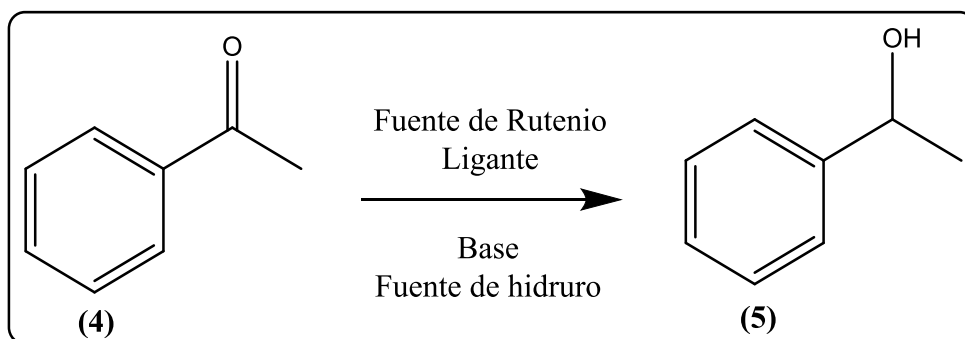 O
OH
Fuente de Rutenio
Ligante
Base
Fuente de hidruro
(4)
(5)